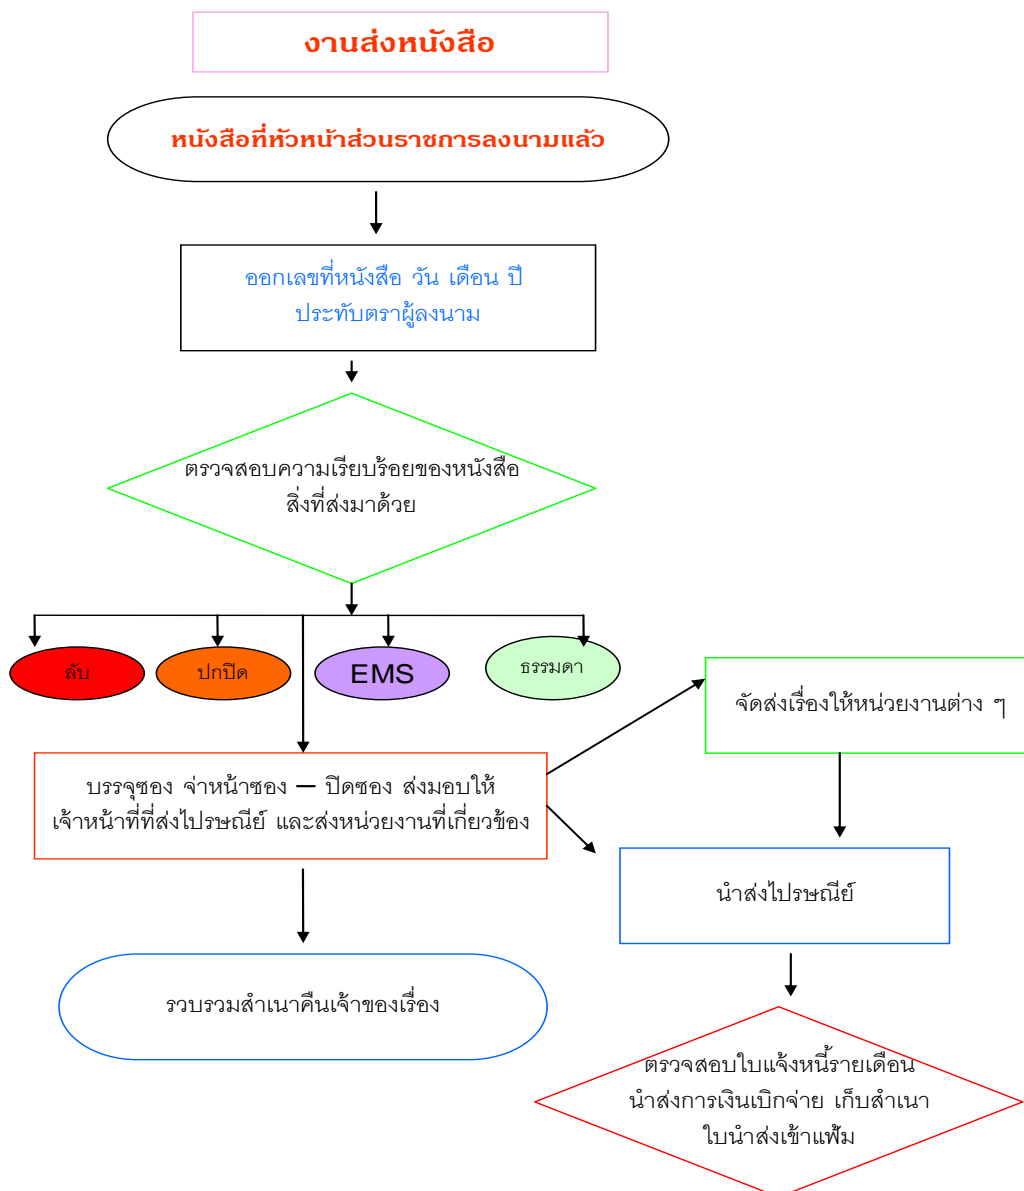 งานส่งหนังสือ
หนังสือที่หัวหน้าส่วนราชการลงนามแล้ว
ออกเลขที่หนังสือ วัน เดือน ปี
ประทับตราผู้ลงนาม
ตรวจสอบความเรียบร้อยของหนังสือ
สิ่งที่ส่งมาด้วย
ลับ
ปกปิด
EMS
ธรรมดา
จัดส่งเรื่องให้หน่วยงานต่าง ๆ
บรรจุซอง จ่าหน้าซอง – ปิดซอง ส่งมอบให้
เจ้าหน้าที่ที่ส่งไปรษณีย์ และส่งหน่วยงานที่เกี่ยวข้อง
นำส่งไปรษณีย์
รวบรวมสำเนาคืนเจ้าของเรื่อง
ตรวจสอบใบแจ้งหนี้รายเดือน
นำส่งการเงินเบิกจ่าย เก็บสำเนา
ใบนำส่งเข้าแฟ้ม